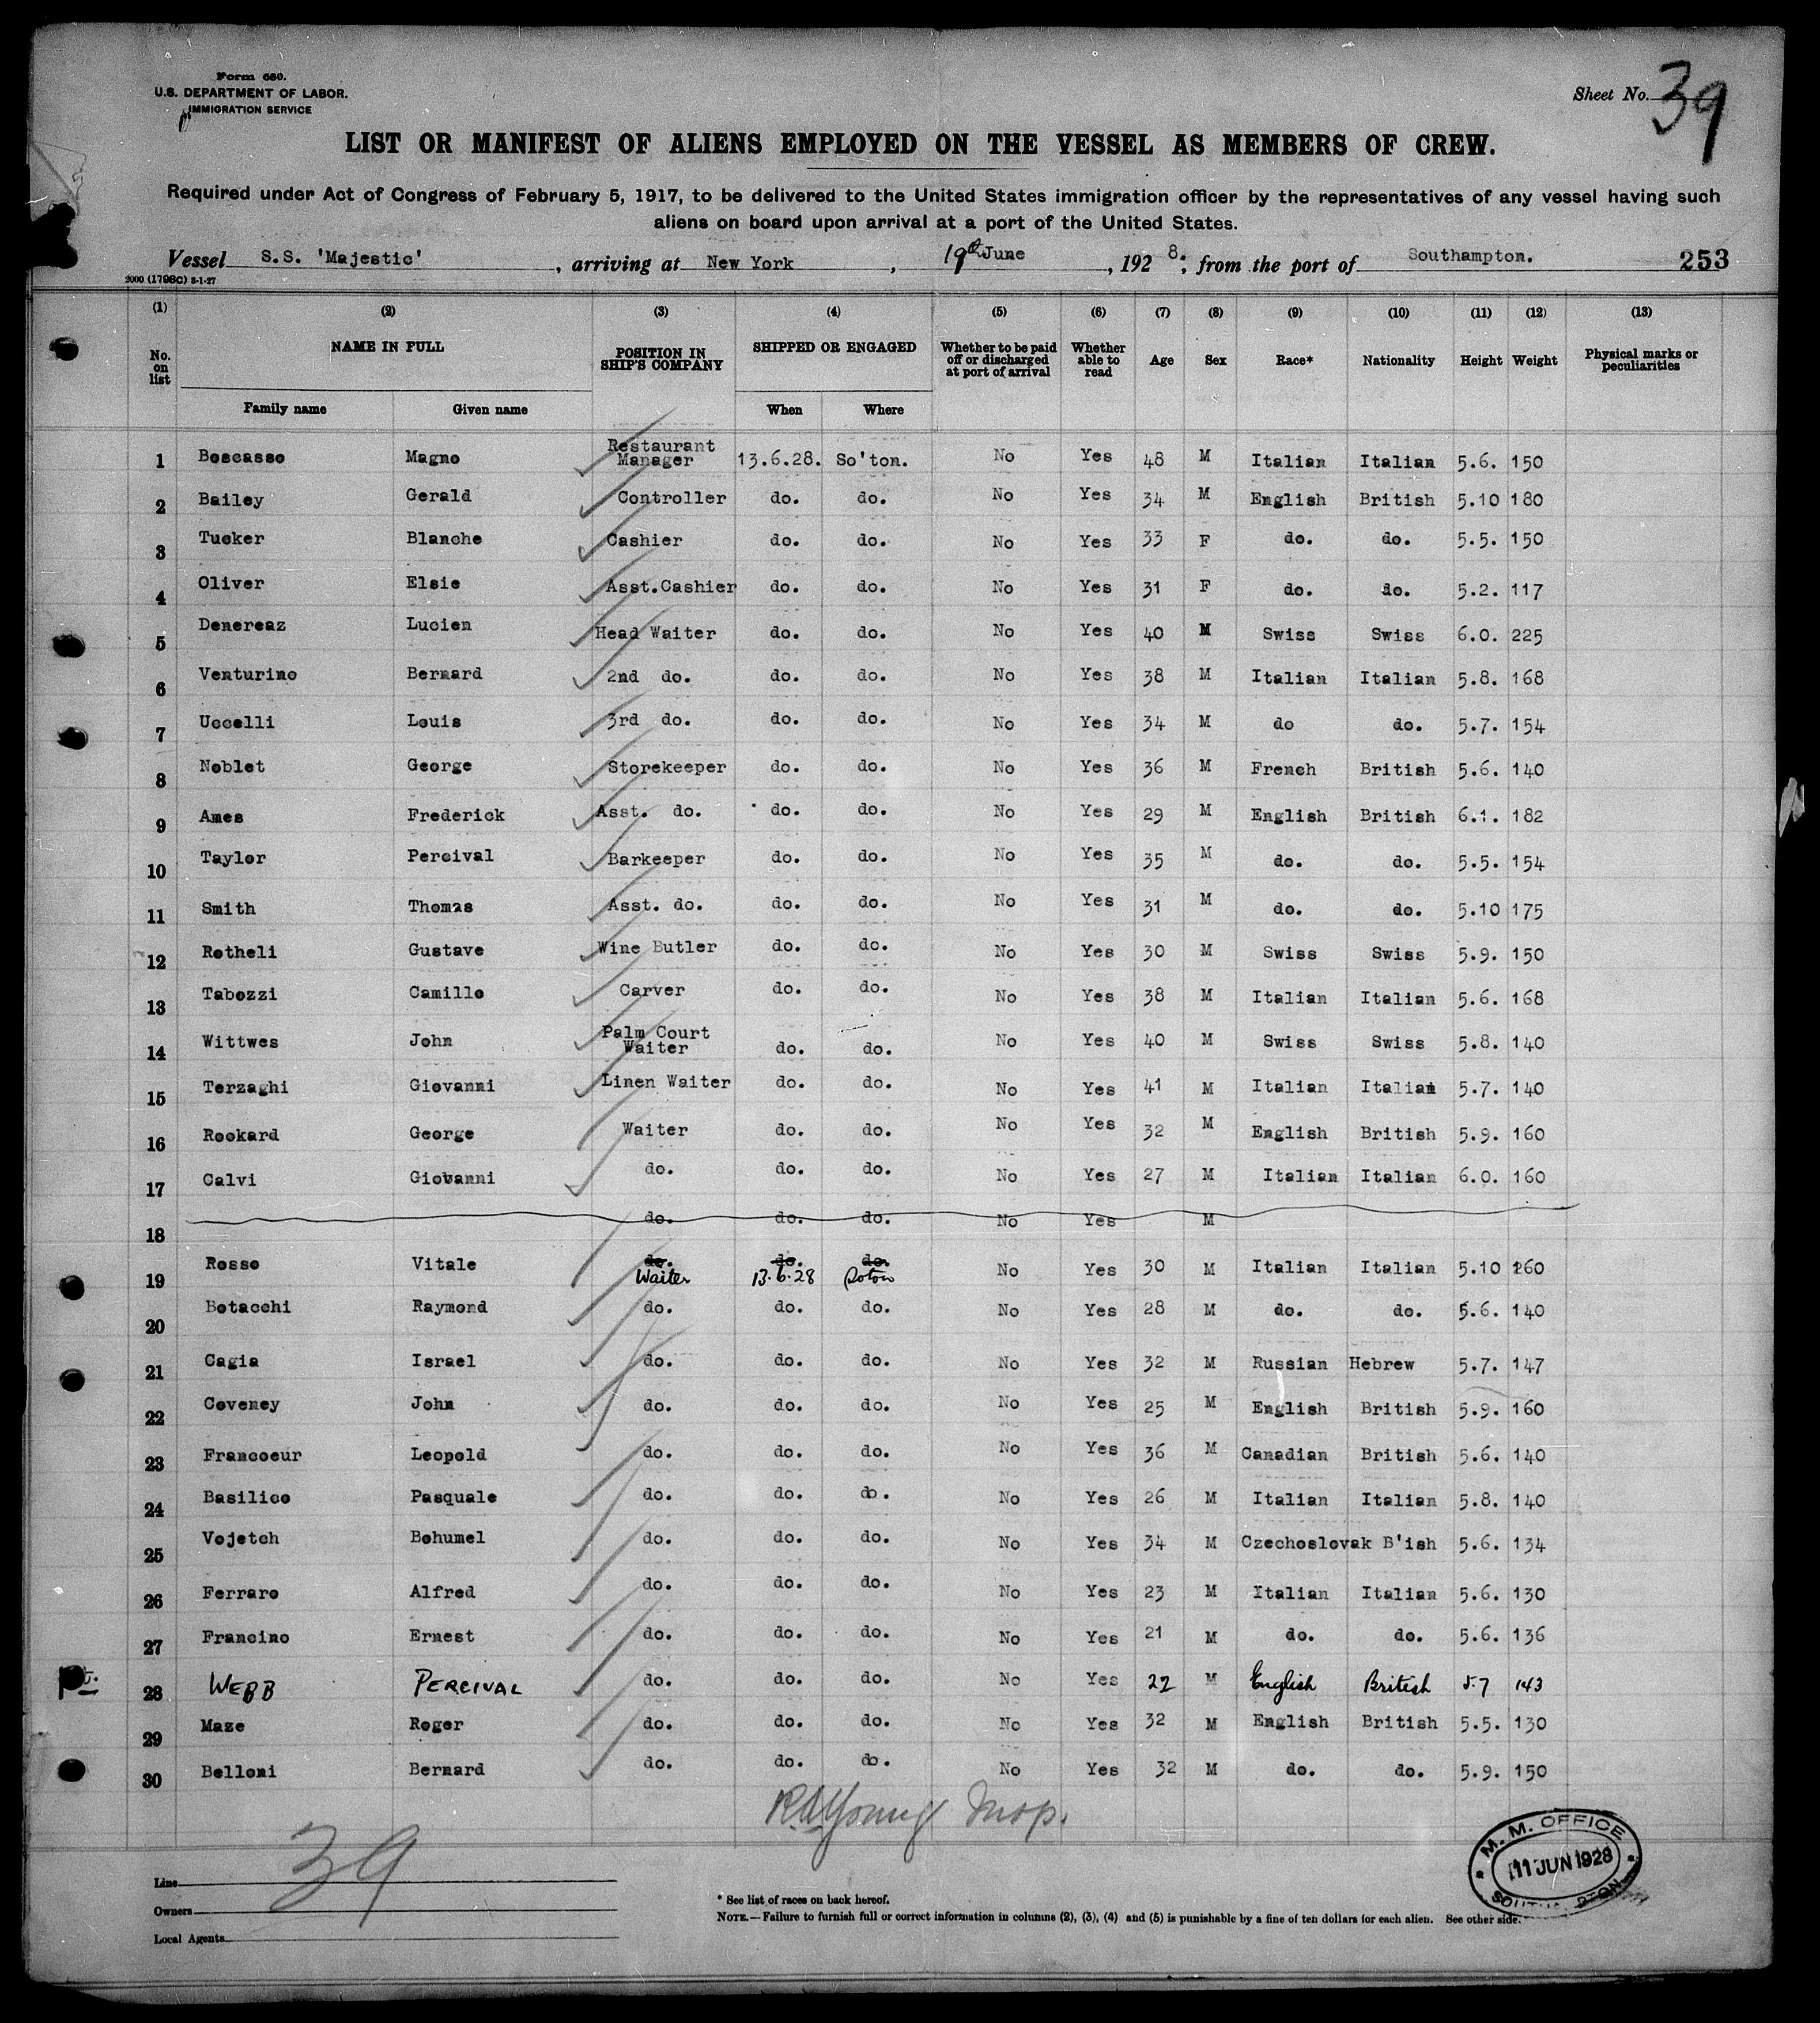 Form 680.
U.S. DEPARTMENT OF LABOR.
IMMIGRATION SERVICE
Sheet No. 39
LIST OR MANIFEST OF ALIENS EMPLOYED ON THE VESSEL AS MEMBERS OF CREW.
Required under Act of Congress of February 5, 1917, to be delivered to the United States immigration officer by the representatives of any vessel having such
aliens on board upon arrival at a port of the United States.
Vessel S.S. 'Majestic', arriving at New York, 19th June, 1928., from the port of Southampton. 253
2000 (1798C) 8-1-27
(1) (2) (3) (4) (5) (6) (7) (8) (9) (10) (11) (12) (13)
No. on list NAME IN FULL POSITION IN SHIP'S COMPANY SHIPPED OR ENGAGED Whether to be paid off or discharged at port of arrival Whether able to read Age Sex Race* Nationality Height Weight Physical marks or peculiarities
Family name Given name When Where
1 Boscasso Magno Restaurant Manager 13.6.28. So'ton. No Yes 48 M Italian Italian 5.6. 150
2 Bailey Gerald Controller do. do. No Yes 34 M English British 5.10 180
3 Tucker Blanche Cashier do. do. No Yes 33 F do. do. 5.5. 150
4 Oliver Elsie Asst.Cashier do. do. No Yes 31 F do. do. 5.2. 117
5 Denereaz Lucien Head Waiter do. do. No Yes 40 M Swiss Swiss 6.0. 225
6 Venturino Bernard 2nd do. do. do. No Yes 38 M Italian Italian 5.8. 168
7 Uccelli Louis 3rd do. do. do. No Yes 34 M do do. 5.7. 154
8 Noblet George Storekeeper do. do. No Yes 36 M French British 5.6. 140
9 Ames Frederick Asst. do. do. do. No Yes 29 M English British 6.1. 182
10 Taylor Percival Barkeeper do. do. No Yes 35 M do. do. 5.5. 154
11 Smith Thomas Asst. do. do. do. No Yes 31 M do. do. 5.10 175
12 Rotheli Gustave Wine Butler do. do. No Yes 30 M Swiss Swiss 5.9. 150
13 Tabozzi Camillo Carver do. do. No Yes 38 M Italian Italian 5.6. 168
14 Wittwes John Palm Court Waiter do. do. No Yes 40 M Swiss Swiss 5.8. 140
15 Terzaghi Giovanni Linen Waiter do. do. No Yes 41 M Italian Italian 5.7. 140
16 Rookard George Waiter do. do. No Yes 32 M English British 5.9. 160
17 Calvi Giovanni do. do. do. No Yes 27 M Italian Italian 6.0. 160
18 do. do. do. No Yes M
19 Rosso Vitale do. Waiter do. 13.6.28 do. Soton No Yes 30 M Italian Italian 5.10 260
20 Botacchi Raymond do. do. do. No Yes 28 M do. do. 5.6. 140
21 Cagia Israel do. do. do. No Yes 32 M Russian Hebrew 5.7. 147
22 Coveney John do. do. do. No Yes 25 M English British 5.9. 160
23 Francoeur Leopold do. do. do. No Yes 36 M Canadian British 5.6. 140
24 Basilico Pasquale do. do. do. No Yes 26 M Italian Italian 5.8. 140
25 Vojetch Bohumel do. do. do. No Yes 34 M Czechoslovak B'ish 5.6. 134
26 Ferraro Alfred do. do. do. No Yes 23 M Italian Italian 5.6. 130
27 Francino Ernest do. do. do. No Yes 21 M do. do. 5.6. 136
28 WEBB PERCIVAL do. do. do. No Yes 22 M English British 5.7 143
29 Maze Roger do. do. do. No Yes 32 M English British 5.5. 130
30 Belloni Bernard do. do. do. No Yes 32 M do. do. 5.9. 150
R.A. Young Insp.
M. M. OFFICE
11 JUN 1928
39
Line
Owners
Local Agents
* See list of races on back hereof.
NOTE.—Failure to furnish full or correct information in columns (2), (3), (4) and (5) is punishable by a fine of ten dollars for each alien. See other side.